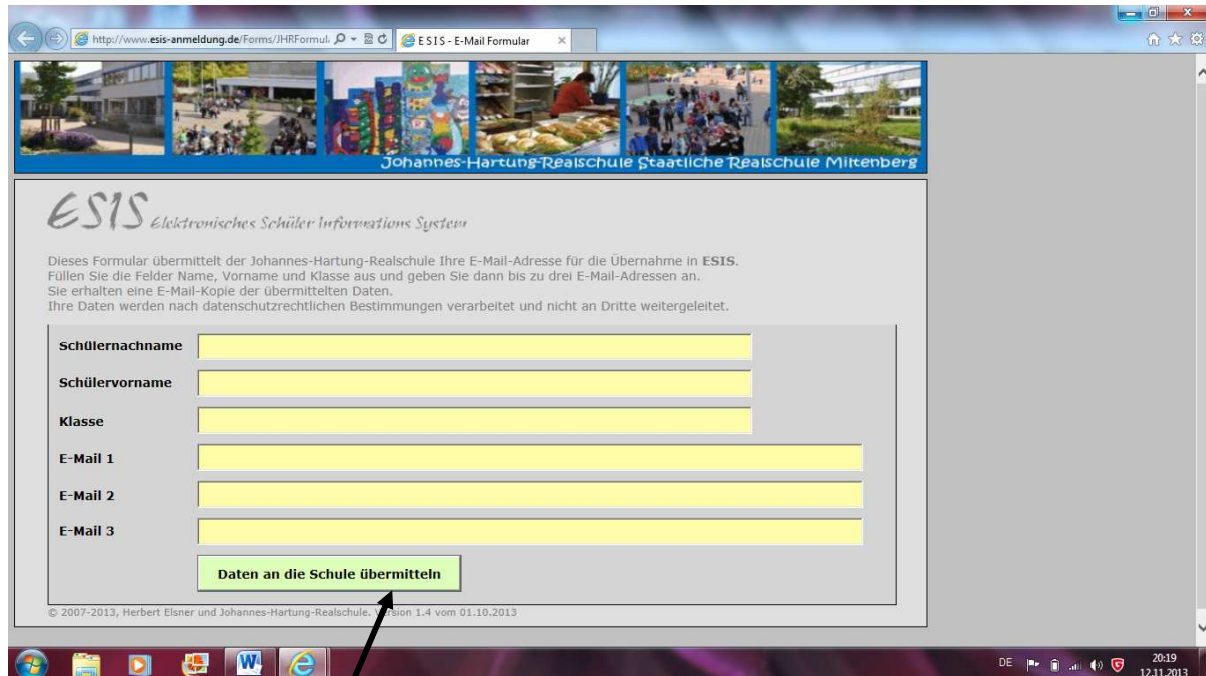 http://www.esis-anmeldung.de/Forms/JHRFormul
E S I S - E-Mail Formular
Johannes-Hartung-Realschule Staatliche Realschule Miltenberg
ESIS Elektronisches Schüler Informations System
Dieses Formular übermittelt der Johannes-Hartung-Realschule Ihre E-Mail-Adresse für die Übernahme in ESIS.
Füllen Sie die Felder Name, Vorname und Klasse aus und geben Sie dann bis zu drei E-Mail-Adressen an.
Sie erhalten eine E-Mail-Kopie der übermittelten Daten.
Ihre Daten werden nach datenschutzrechtlichen Bestimmungen verarbeitet und nicht an Dritte weitergeleitet.
Schülernachname
Schülervorname
Klasse
E-Mail 1
E-Mail 2
E-Mail 3
Daten an die Schule übermitteln
© 2007-2013, Herbert Elsner und Johannes-Hartung-Realschule. Version 1.4 vom 01.10.2013
DE
20:19
12.11.2013